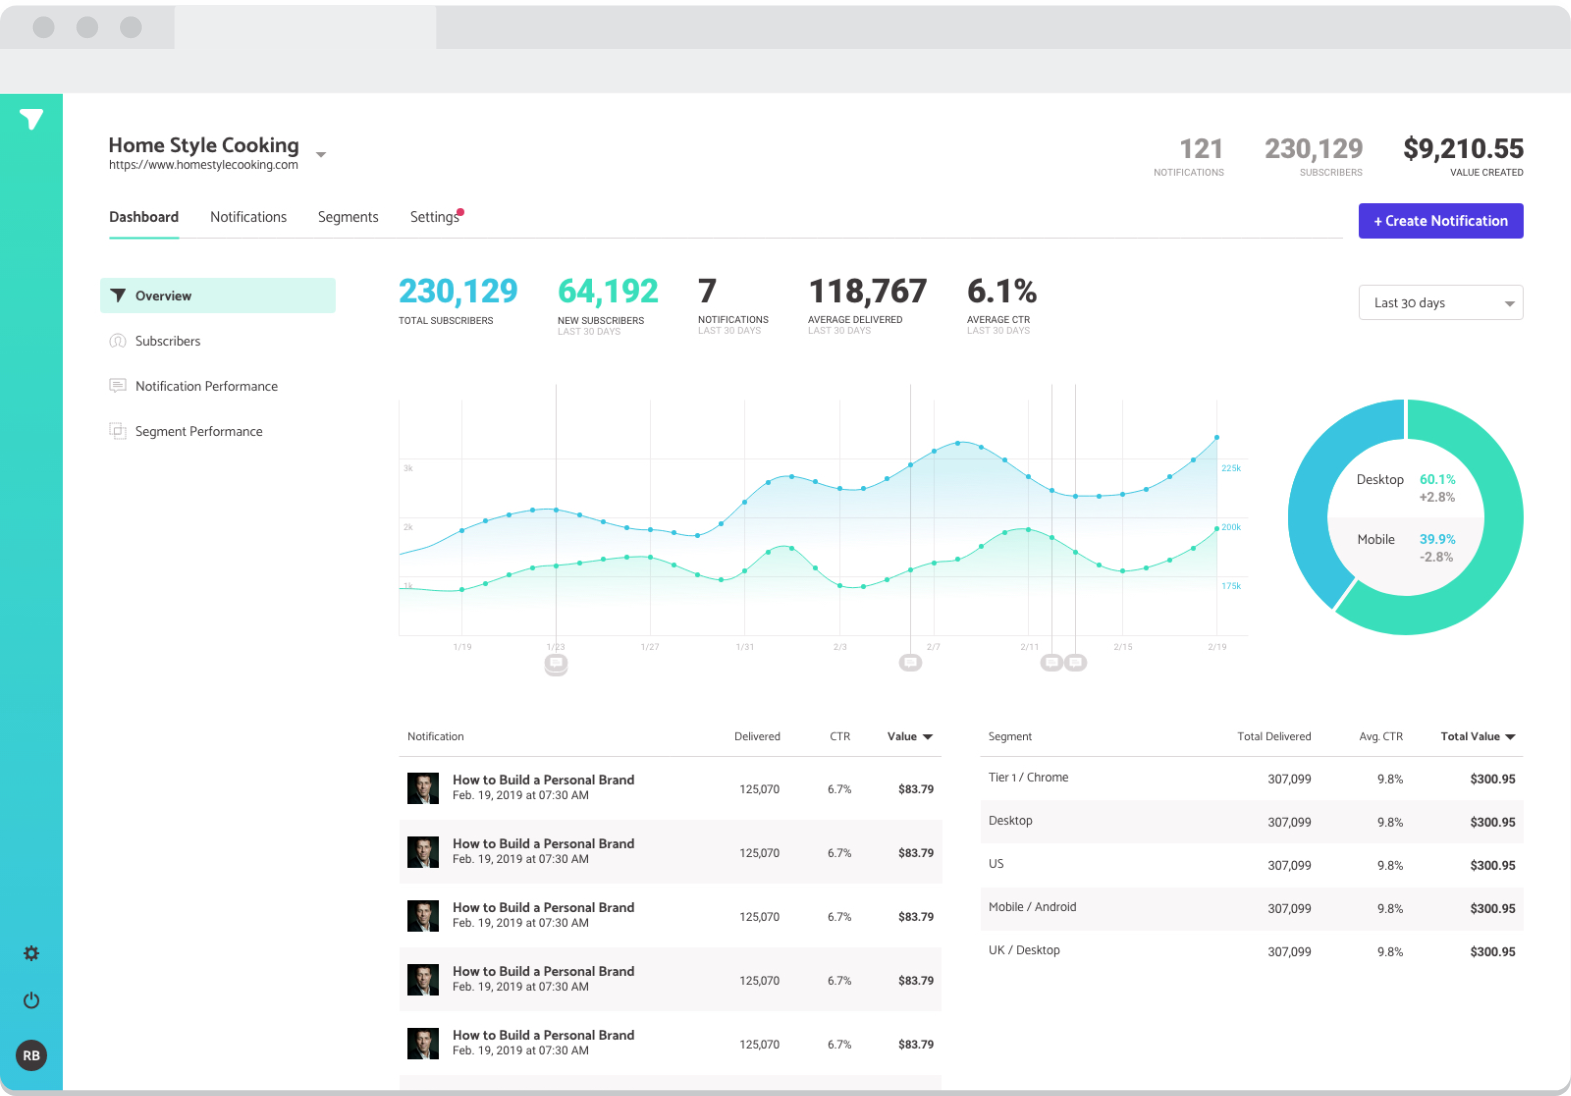 Home Style Cooking
https://www.homestylecooking.com
121
NOTIFICATIONS
230,129
SUBSCRIBERS
$9,210.55
VALUE CREATED
Dashboard Notifications Segments Settings
+ Create Notification
Overview
Subscribers
Notification Performance
Segment Performance
230,129
TOTAL SUBSCRIBERS
64,192
NEW SUBSCRIBERS
LAST 30 DAYS
7
NOTIFICATIONS
LAST 30 DAYS
118,767
AVERAGE DELIVERED
LAST 30 DAYS
6.1%
AVERAGE CTR
LAST 30 DAYS
Last 30 days
3k
2k
1k
225k
200k
175k
1/19 1/23 1/27 1/31 2/3 2/7 2/11 2/15 2/19
Desktop 60.1%
+2.8%
Mobile 39.9%
-2.8%
Notification Delivered CTR Value
How to Build a Personal Brand
Feb. 19, 2019 at 07:30 AM
125,070 6.7% $83.79
How to Build a Personal Brand
Feb. 19, 2019 at 07:30 AM
125,070 6.7% $83.79
How to Build a Personal Brand
Feb. 19, 2019 at 07:30 AM
125,070 6.7% $83.79
How to Build a Personal Brand
Feb. 19, 2019 at 07:30 AM
125,070 6.7% $83.79
How to Build a Personal Brand
Feb. 19, 2019 at 07:30 AM
125,070 6.7% $83.79
Segment Total Delivered Avg. CTR Total Value
Tier 1 / Chrome 307,099 9.8% $300.95
Desktop 307,099 9.8% $300.95
US 307,099 9.8% $300.95
Mobile / Android 307,099 9.8% $300.95
UK / Desktop 307,099 9.8% $300.95
RB